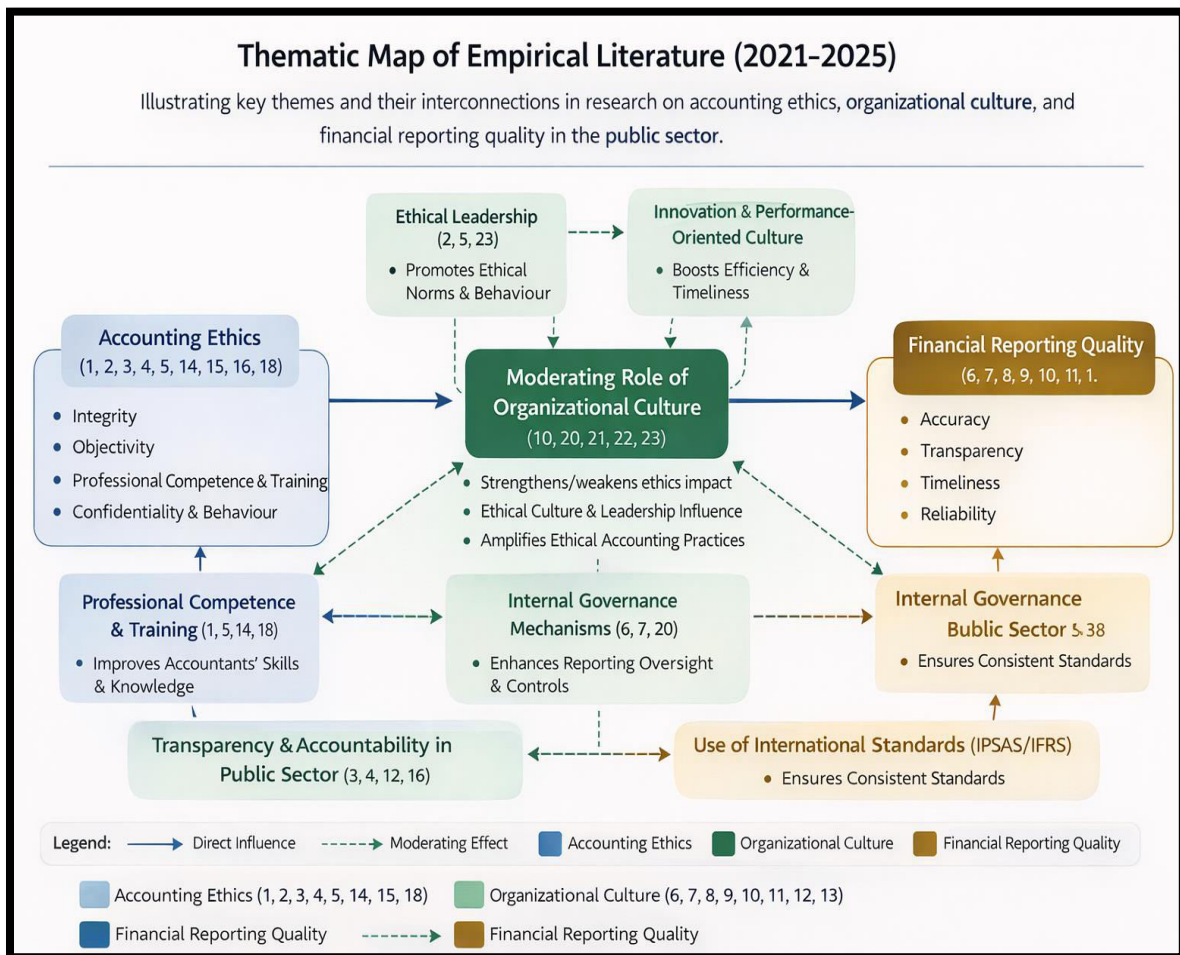 Thematic Map of Empirical Literature (2021–2025)
Illustrating key themes and their interconnections in research on accounting ethics, organizational culture, and
financial reporting quality in the public sector.
Ethical Leadership
(2, 5, 23)
• Promotes Ethical
Norms & Behaviour
Innovation & Performance-
Oriented Culture
• Boosts Efficiency &
Timeliness
Accounting Ethics
(1, 2, 3, 4, 5, 14, 15, 16, 18)
• Integrity
• Objectivity
• Professional Competence & Training
• Confidentiality & Behaviour
Moderating Role of
Organizational Culture
(10, 20, 21, 22, 23)
• Strengthens/weakens ethics impact
• Ethical Culture & Leadership Influence
• Amplifies Ethical Accounting Practices
Financial Reporting Quality
(6, 7, 8, 9, 10, 11, 1.
• Accuracy
• Transparency
• Timeliness
• Reliability
Professional Competence
& Training (1, 5, 14, 18)
• Improves Accountants' Skills
& Knowledge
Internal Governance
Mechanisms (6, 7, 20)
• Enhances Reporting Oversight
& Controls
Internal Governance
Bublic Sector 5. 38
• Ensures Consistent Standards
Transparency & Accountability in
Public Sector (3, 4, 12, 16)
Use of International Standards (IPSAS/IFRS)
• Ensures Consistent Standards
Legend: Direct Influence Moderating Effect Accounting Ethics Organizational Culture Financial Reporting Quality
Accounting Ethics (1, 2, 3, 4, 5, 14, 15, 18) Organizational Culture (6, 7, 8, 9, 10, 11, 12, 13)
Financial Reporting Quality Financial Reporting Quality